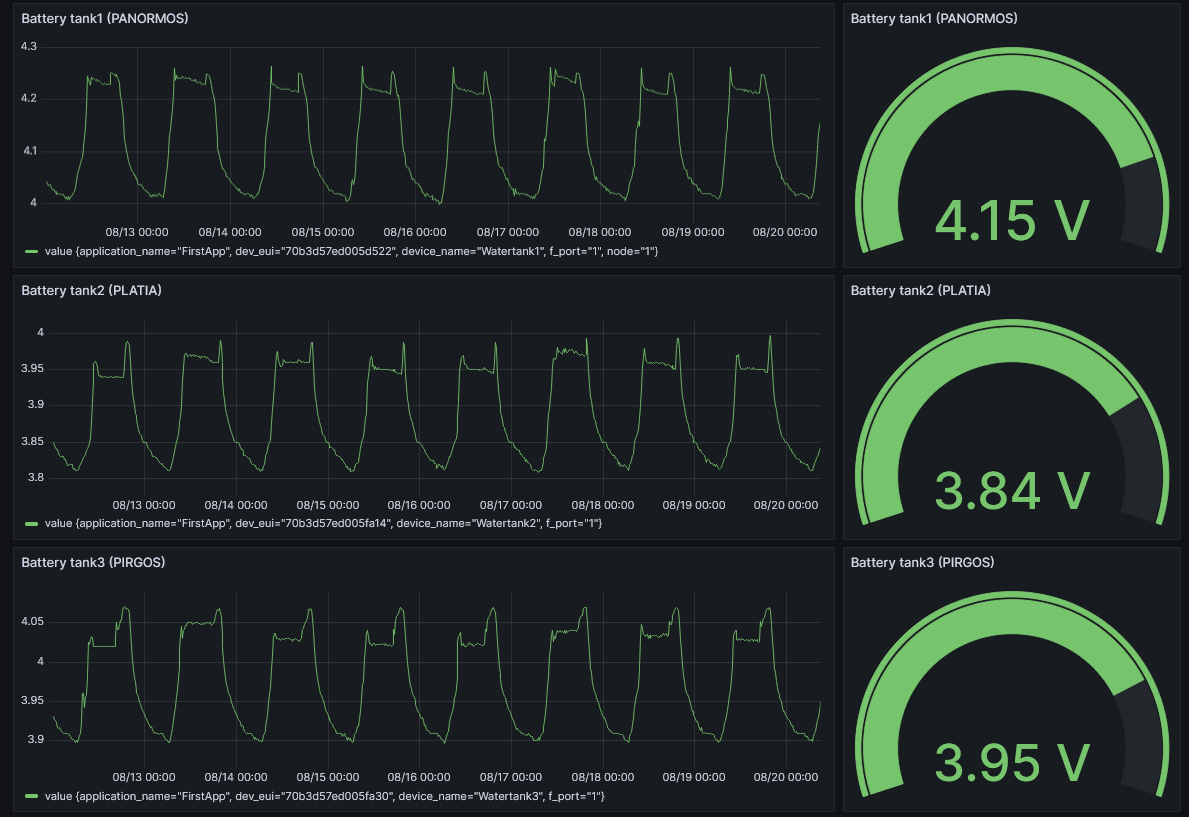 Battery tank1 (PANORMOS)
4.3
4.2
4.1
4
08/13 00:00 08/14 00:00 08/15 00:00 08/16 00:00 08/17 00:00 08/18 00:00 08/19 00:00 08/20 00:00
value {application_name="FirstApp", dev_eui="70b3d57ed005d522", device_name="Watertank1", f_port="1", node="1"}
Battery tank1 (PANORMOS)
4.15 V
Battery tank2 (PLATIA)
4
3.95
3.9
3.85
3.8
08/13 00:00 08/14 00:00 08/15 00:00 08/16 00:00 08/17 00:00 08/18 00:00 08/19 00:00 08/20 00:00
value {application_name="FirstApp", dev_eui="70b3d57ed005fa14", device_name="Watertank2", f_port="1"}
Battery tank2 (PLATIA)
3.84 V
Battery tank3 (PIRGOS)
4.05
4
3.95
3.9
08/13 00:00 08/14 00:00 08/15 00:00 08/16 00:00 08/17 00:00 08/18 00:00 08/19 00:00 08/20 00:00
value {application_name="FirstApp", dev_eui="70b3d57ed005fa30", device_name="Watertank3", f_port="1"}
Battery tank3 (PIRGOS)
3.95 V